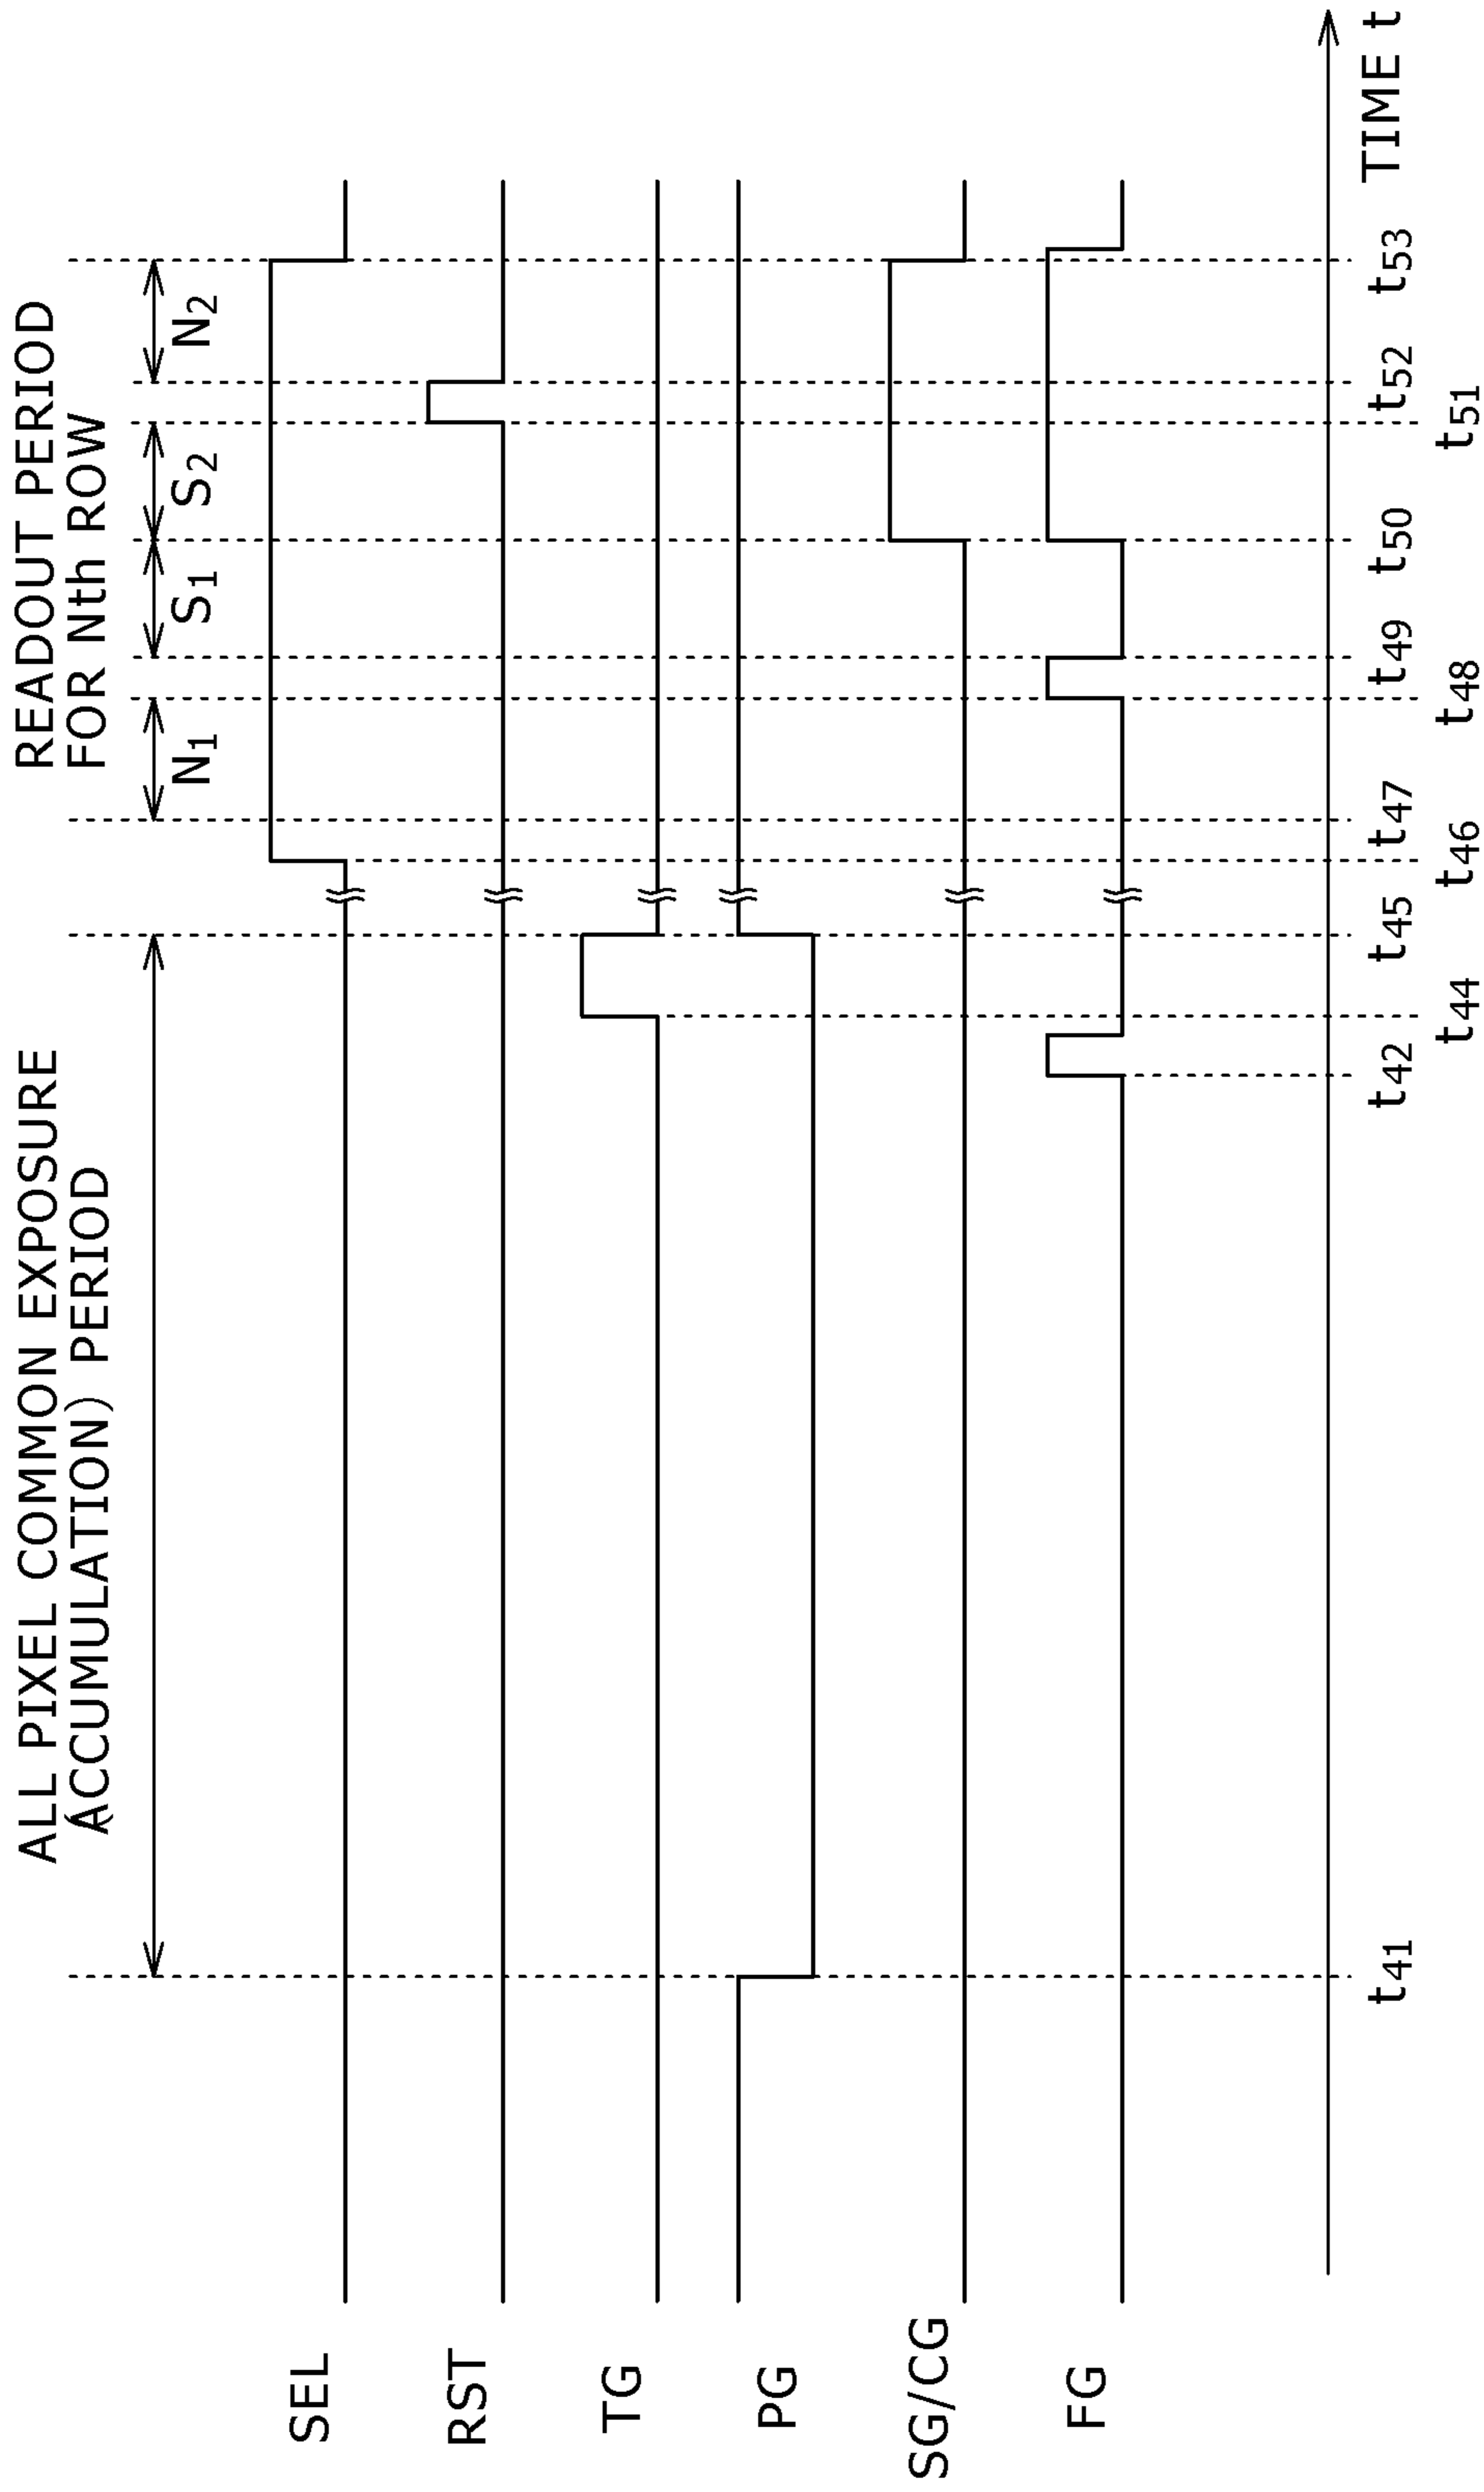 ALL PIXEL COMMON EXPOSURE
(ACCUMULATION) PERIOD
READOUT PERIOD
FOR Nth ROW
N1
S1
S2
N2
SEL
RST
TG
PG
SG/CG
FG
t41
t42
t44
t45
t46
t47
t48
t49
t50
t51
t52
t53
TIME t